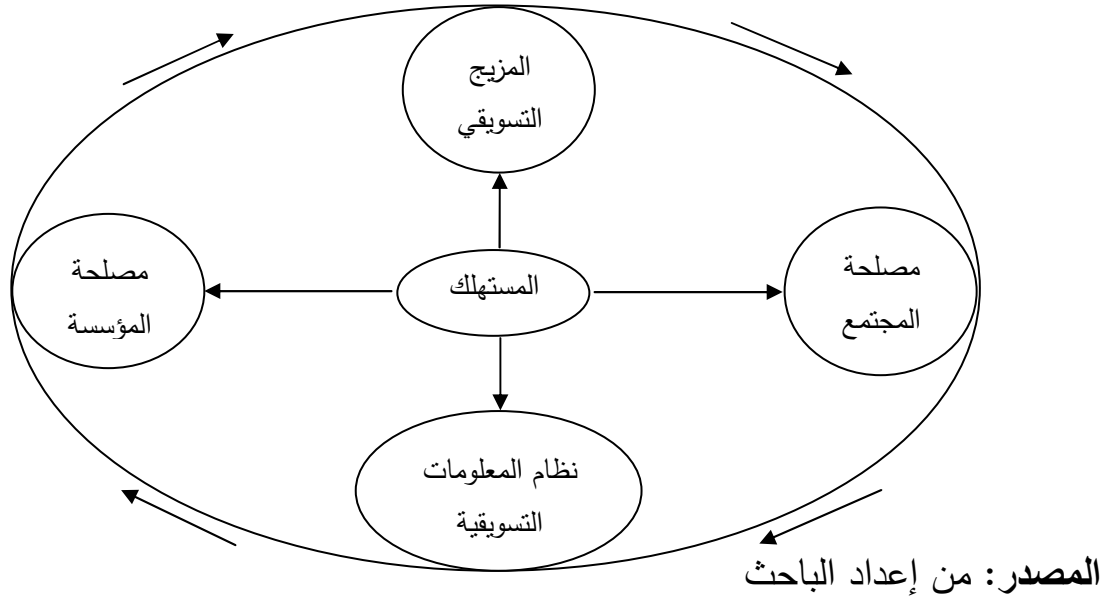 المزيج
التسويقي
مصلحة
المجتمع
المستهلك
مصلحة
المؤسسة
نظام المعلومات
التسويقية
المصدر: من إعداد الباحث